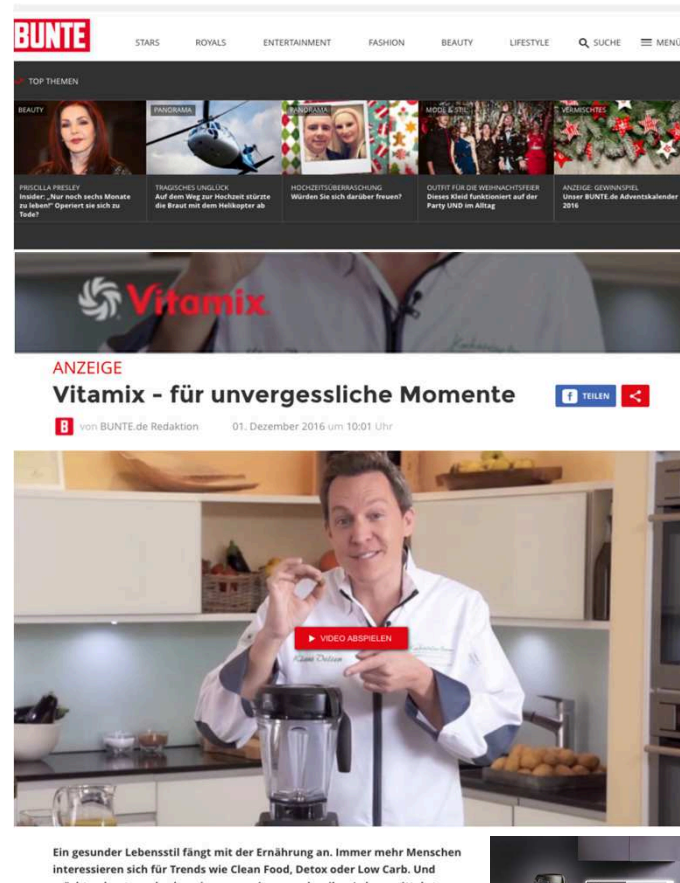 BUNTE
STARS ROYALS ENTERTAINMENT FASHION BEAUTY LIFESTYLE SUCHE MENÜ
TOP THEMEN
BEAUTY
PRISCILLA PRESLEY
Insider: „Nur noch sechs Monate
zu leben!" Operiert sie sich zu
Tode?
PANORAMA
TRAGISCHES UNGLÜCK
Auf dem Weg zur Hochzeit stürzte
die Braut mit dem Helikopter ab
PANORAMA
HOCHZEITSÜBERRASCHUNG
Würden Sie sich darüber freuen?
MODE & STIL
OUTFIT FÜR DIE WEIHNACHTSFEIER
Dieses Kleid funktioniert auf der
Party UND im Alltag
VERMISCHTES
ANZEIGE: GEWINNSPIEL
Unser BUNTE.de Adventskalender
2016
Vitamix
ANZEIGE
Vitamix – für unvergessliche Momente
TEILEN
B von BUNTE.de Redaktion 01. Dezember 2016 um 10:01 Uhr
VIDEO ABSPIELEN
Ein gesunder Lebensstil fängt mit der Ernährung an. Immer mehr Menschen
interessieren sich für Trends wie Clean Food, Detox oder Low Carb. Und